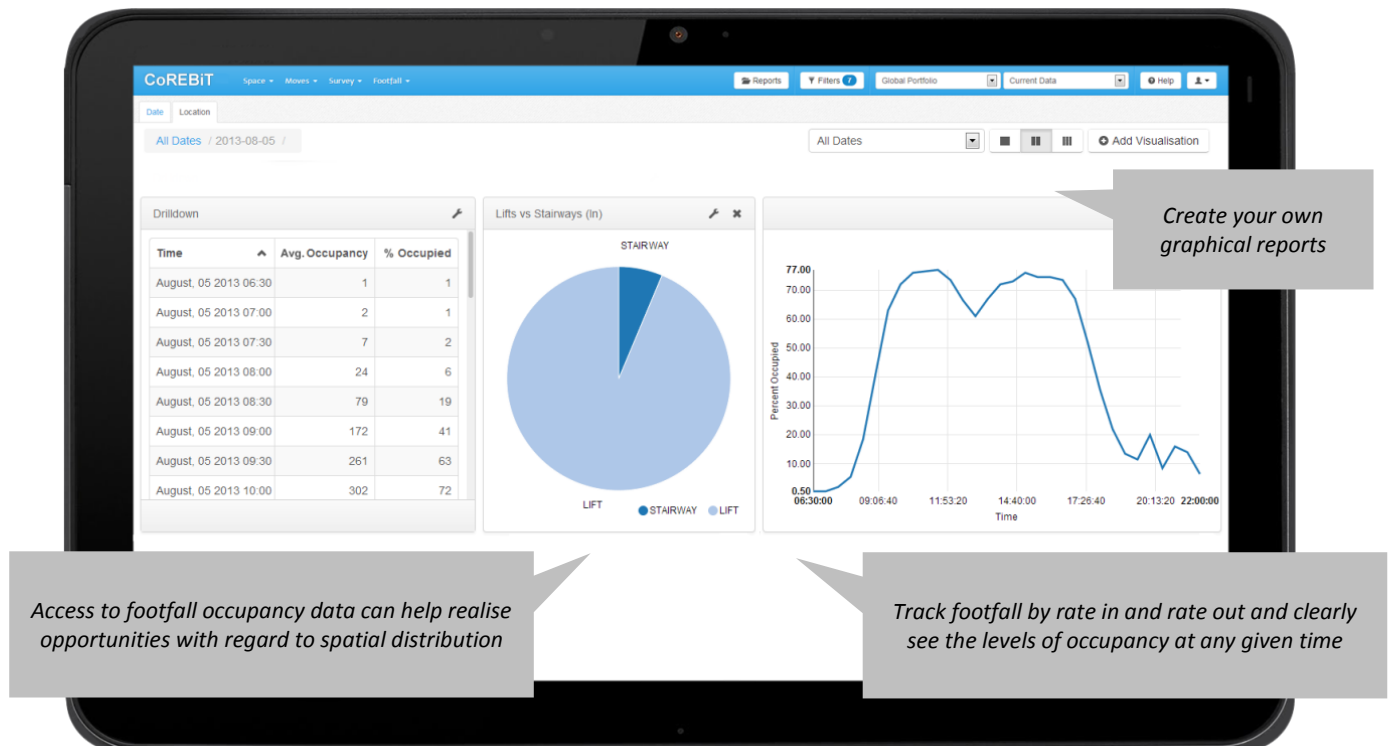 CoREBiT Space Moves Survey Footfall Reports Filters 7 Global Portfolio Current Data Help
Date Location
All Dates / 2013-08-05 / All Dates Add Visualisation
Create your own
graphical reports
Drilldown
Time Avg. Occupancy % Occupied
August, 05 2013 06:30 1 1
August, 05 2013 07:00 2 1
August, 05 2013 07:30 7 2
August, 05 2013 08:00 24 6
August, 05 2013 08:30 79 19
August, 05 2013 09:00 172 41
August, 05 2013 09:30 261 63
August, 05 2013 10:00 302 72
Lifts vs Stairways (In)
STAIRWAY
LIFT
STAIRWAY LIFT
77.00
70.00
60.00
50.00
40.00
30.00
20.00
10.00
0.50
Percent Occupied
06:30:00 09:06:40 11:53:20 14:40:00 17:26:40 20:13:20 22:00:00
Time
Access to footfall occupancy data can help realise
opportunities with regard to spatial distribution
Track footfall by rate in and rate out and clearly
see the levels of occupancy at any given time